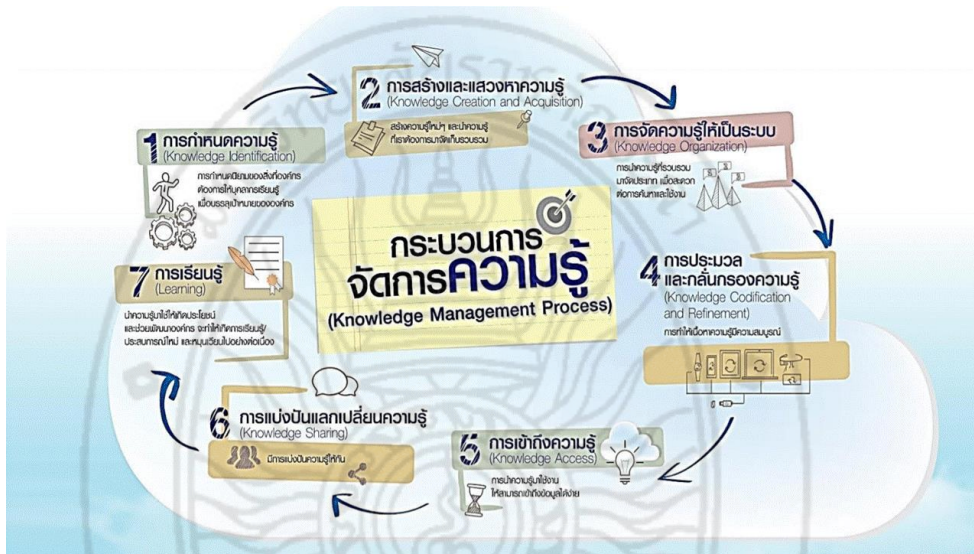 กระบวนการ
จัดการความรู้
(Knowledge Management Process)
1 การกำหนดความรู้
(Knowledge Identification)
การกำหนดนิยามของสิ่งที่องค์กร
ต้องการให้บุคลากรเรียนรู้
เพื่อบรรลุเป้าหมายขององค์กร
2 การสร้างและแสวงหาความรู้
(Knowledge Creation and Acquisition)
สร้างความรู้ใหม่ๆ และนำความรู้
ที่เราต้องการมาจัดเก็บรวบรวม
3 การจัดความรู้ให้เป็นระบบ
(Knowledge Organization)
การนำความรู้ที่รวบรวม
มาจัดประเภท เพื่อสะดวก
ต่อการค้นหาและใช้งาน
4 การประมวล
และกลั่นกรองความรู้
(Knowledge Codification
and Refinement)
การทำให้เนื้อหาความรู้มีความสมบูรณ์
5 การเข้าถึงความรู้
(Knowledge Access)
การนำความรู้มาใช้งาน
ให้สามารถเข้าถึงข้อมูลได้ง่าย
6 การแบ่งปันแลกเปลี่ยนความรู้
(Knowledge Sharing)
มีการแบ่งปันความรู้ให้กัน
7 การเรียนรู้
(Learning)
นำความรู้มาใช้ให้เกิดประโยชน์
และช่วยพัฒนาองค์กร จะทำให้เกิดการเรียนรู้/
ประสบการณ์ใหม่ และหมุนเวียนไปอย่างต่อเนื่อง